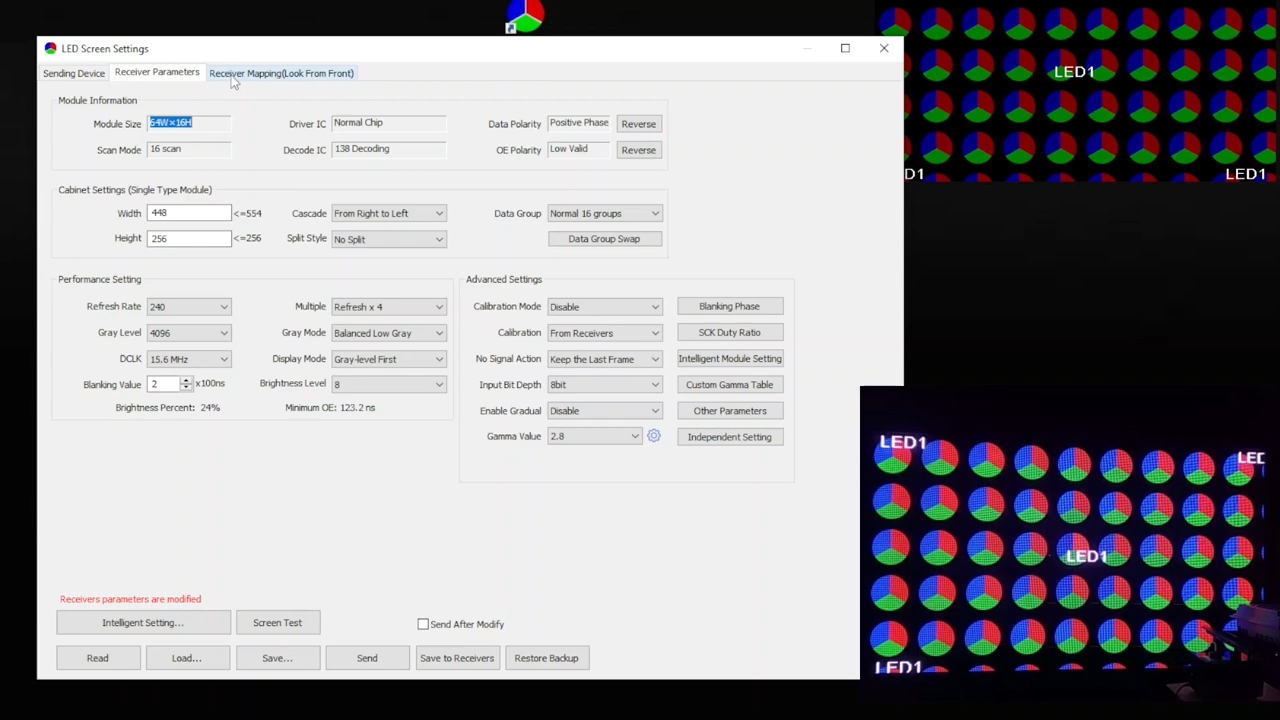 LED Screen Settings
Sending Device Receiver Parameters Receiver Mapping(Look From Front)
Module Information
Module Size 64W×16H Driver IC Normal Chip Data Polarity Positive Phase Reverse
Scan Mode 16 scan Decode IC 138 Decoding OE Polarity Low Valid Reverse
Cabinet Settings (Single Type Module)
Width 448 <=554 Cascade From Right to Left Data Group Normal 16 groups
Height 256 <=256 Split Style No Split Data Group Swap
Performance Setting Advanced Settings
Refresh Rate 240 Multiple Refresh x 4 Calibration Mode Disable Blanking Phase
Gray Level 4096 Gray Mode Balanced Low Gray Calibration From Receivers SCK Duty Ratio
DCLK 15.6 MHz Display Mode Gray-level First No Signal Action Keep the Last Frame Intelligent Module Setting
Blanking Value 2 x100ns Brightness Level 8 Input Bit Depth 8bit Custom Gamma Table
Brightness Percent: 24% Minimum OE: 123.2 ns Enable Gradual Disable Other Parameters
Gamma Value 2.8 Independent Setting
Receivers parameters are modified
Intelligent Setting... Screen Test Send After Modify
Read Load... Save... Send Save to Receivers Restore Backup
LED1
D1 LED1
LED1 LED
LED1
LED1